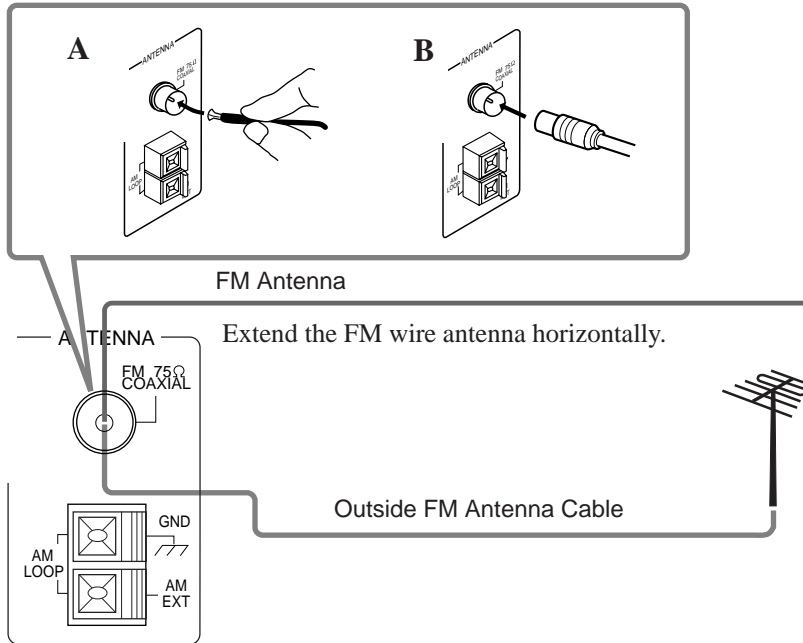 A
ANTENNA
FM 75Ω
COAXIAL
AM
LOOP
B
ANTENNA
FM 75Ω
COAXIAL
AM
LOOP
FM Antenna
Extend the FM wire antenna horizontally.
ANTENNA
FM 75Ω
COAXIAL
Outside FM Antenna Cable
GND
AM
LOOP
AM
EXT